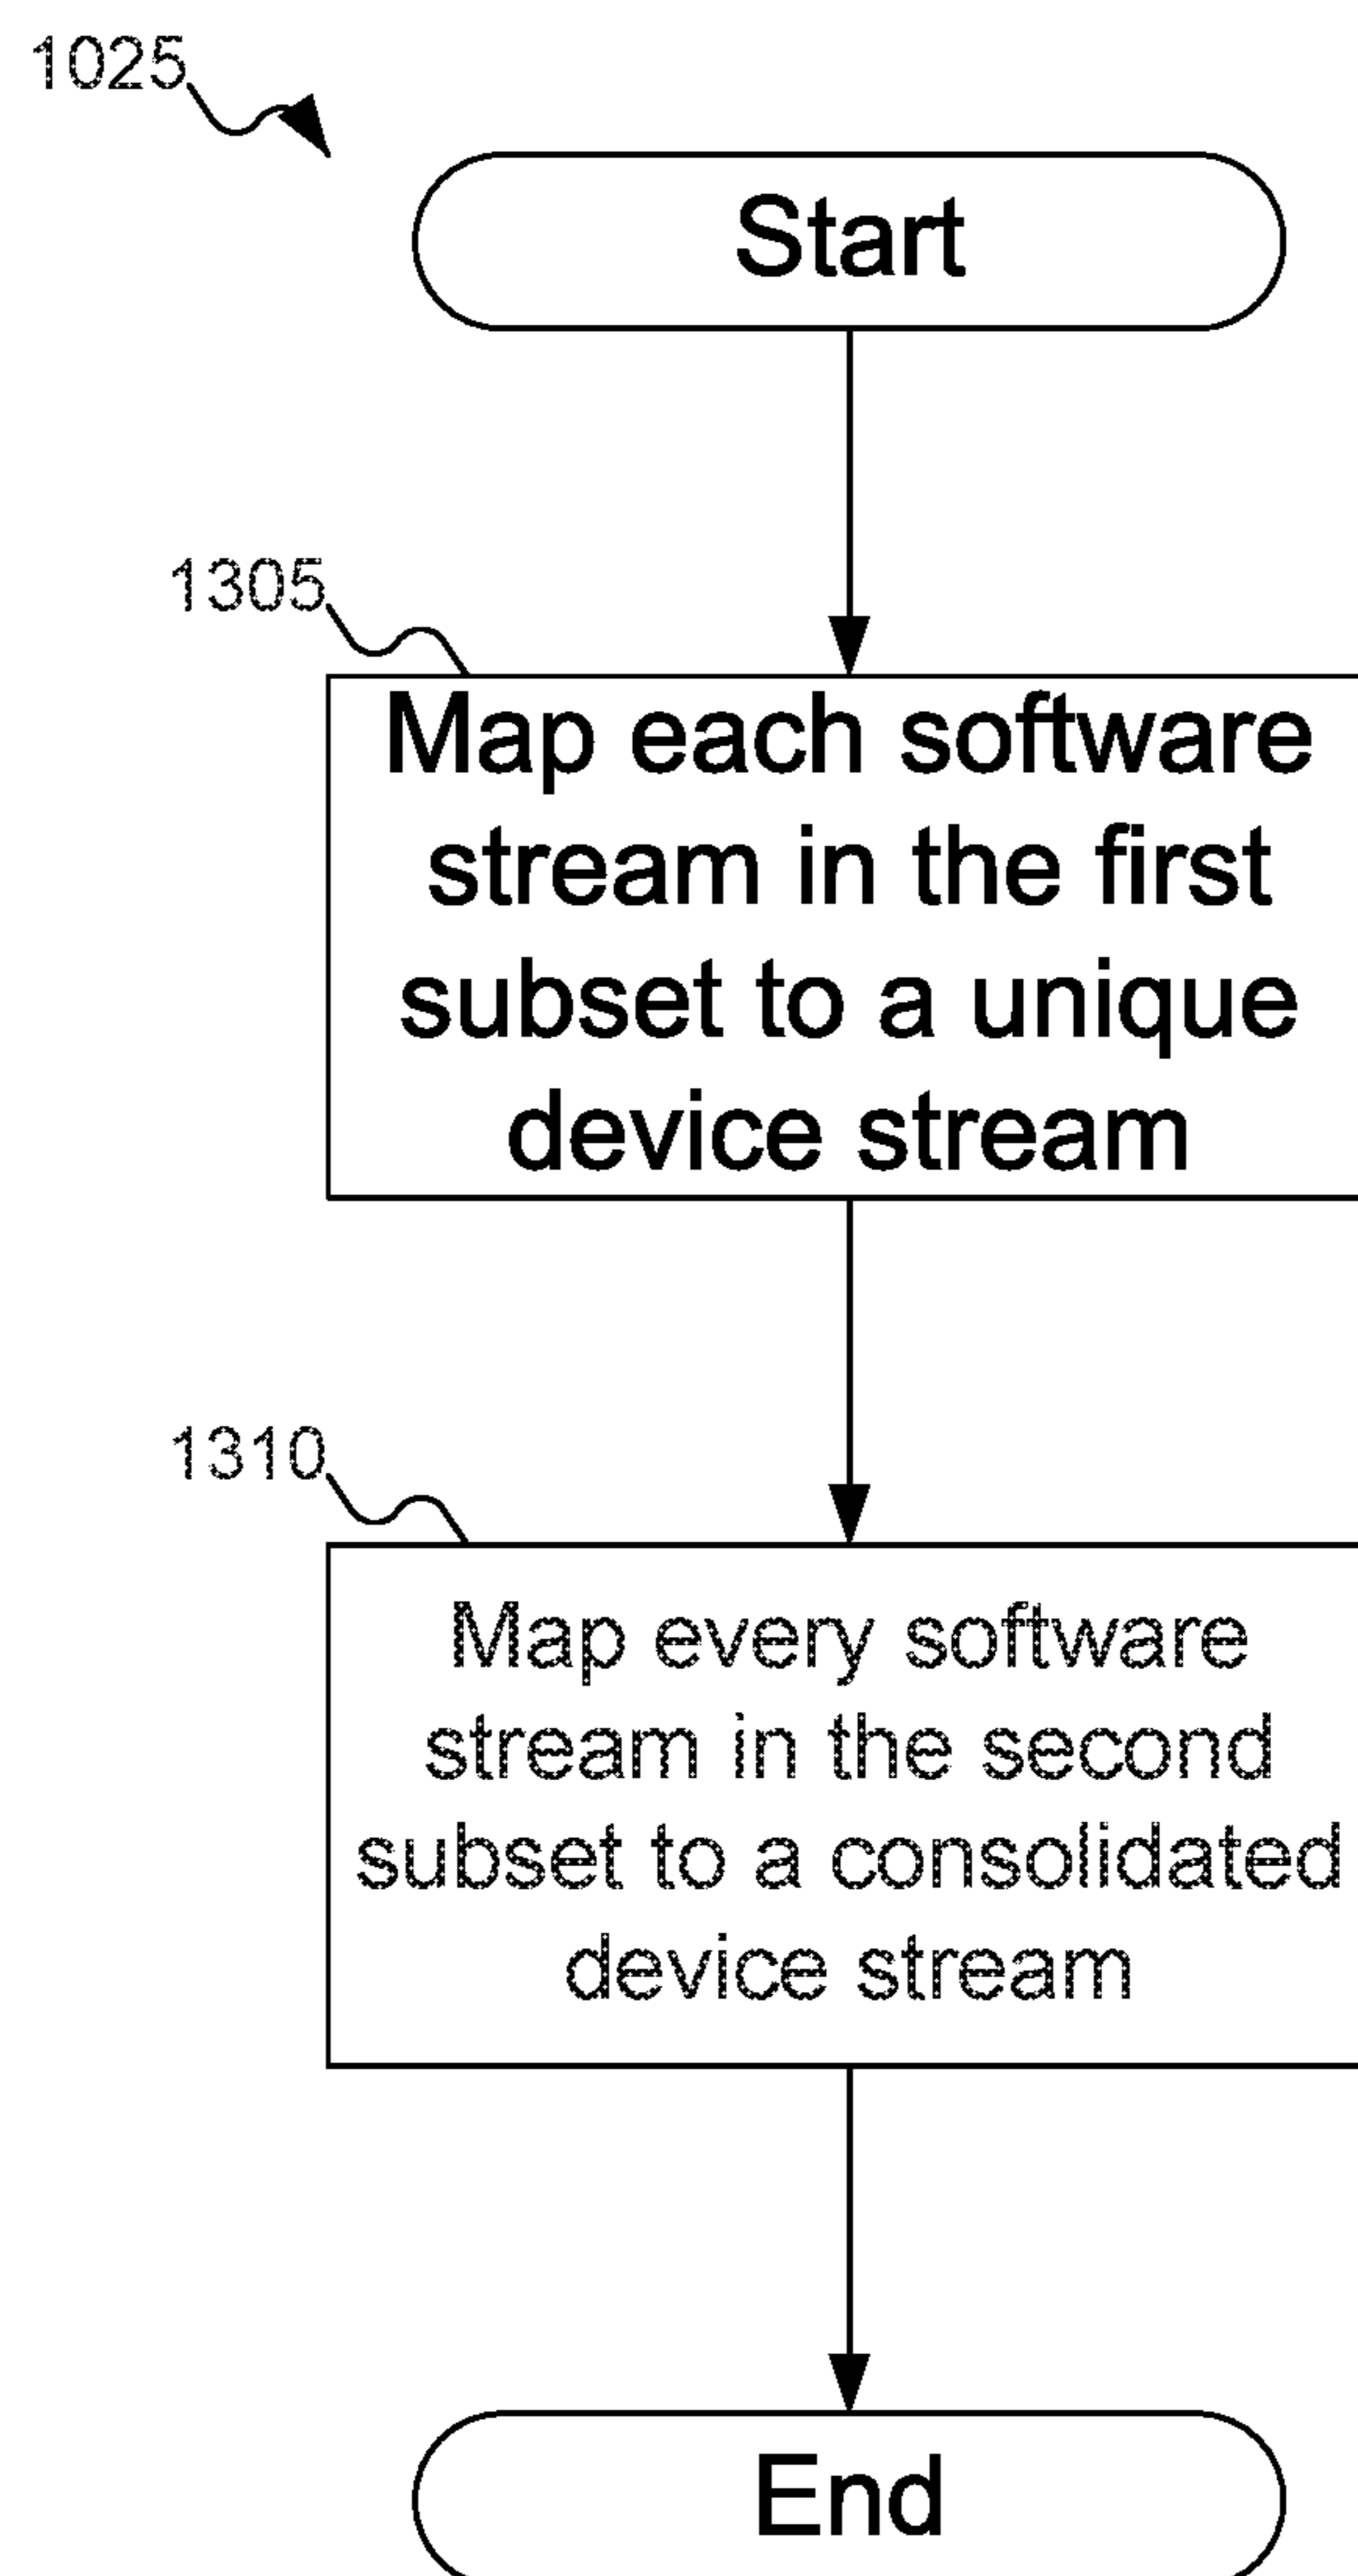 1025
Start
1305
Map each software
stream in the first
subset to a unique
device stream
1310
Map every software
stream in the second
subset to a consolidated
device stream
End